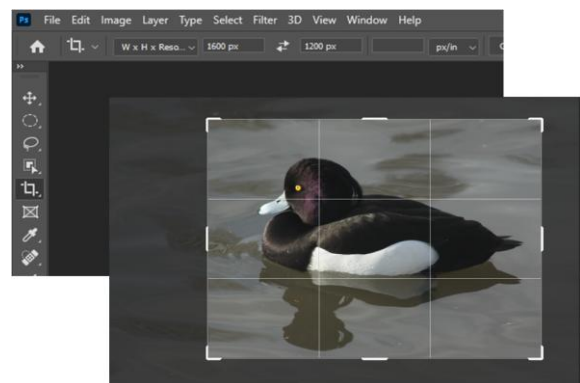 Ps File Edit Image Layer Type Select Filter 3D View Window Help
W x H x Reso... 1600 px 1200 px px/in